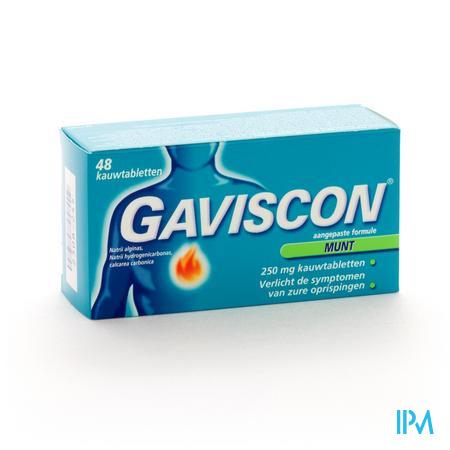 48
kauwtabletten
GAVISCON®
aangepaste formule
MUNT
Natrii alginas,
Natrii hydrogenicarbonas,
calcarea carbonica
250 mg kauwtabletten
Verlicht de symptomen
van zure oprispingen
IPM